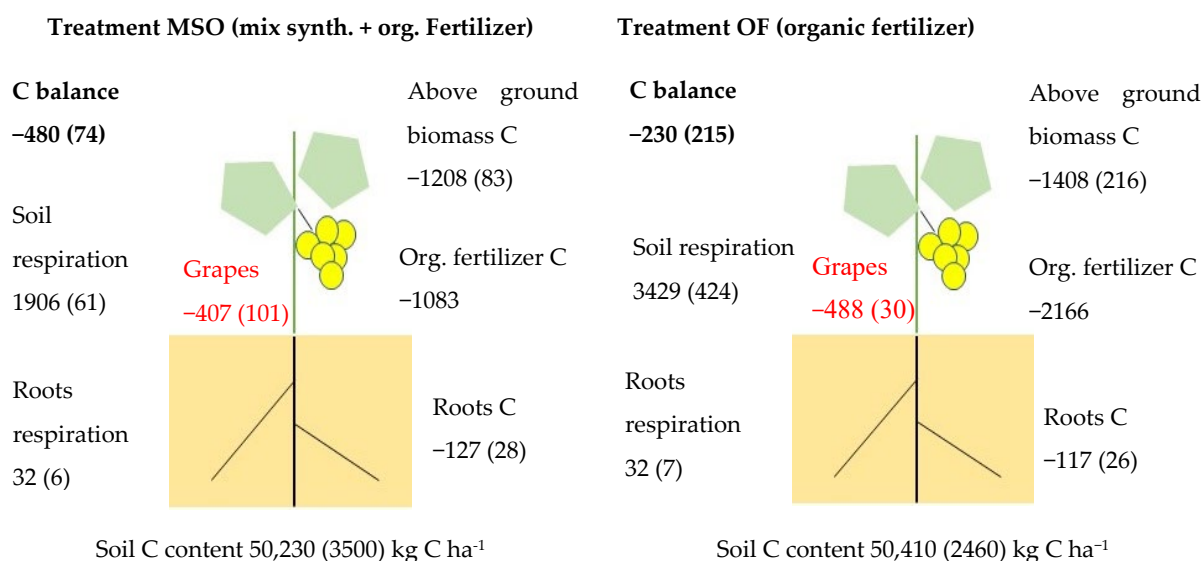 Treatment MSO (mix synth. + org. Fertilizer)
C balance
−480 (74)
Above ground
biomass C
−1208 (83)
Soil
respiration
1906 (61)
Grapes
−407 (101)
Org. fertilizer C
−1083
Roots
respiration
32 (6)
Roots C
−127 (28)
Soil C content 50,230 (3500) kg C ha⁻¹
Treatment OF (organic fertilizer)
C balance
−230 (215)
Above ground
biomass C
−1408 (216)
Soil respiration
3429 (424)
Grapes
−488 (30)
Org. fertilizer C
−2166
Roots
respiration
32 (7)
Roots C
−117 (26)
Soil C content 50,410 (2460) kg C ha⁻¹